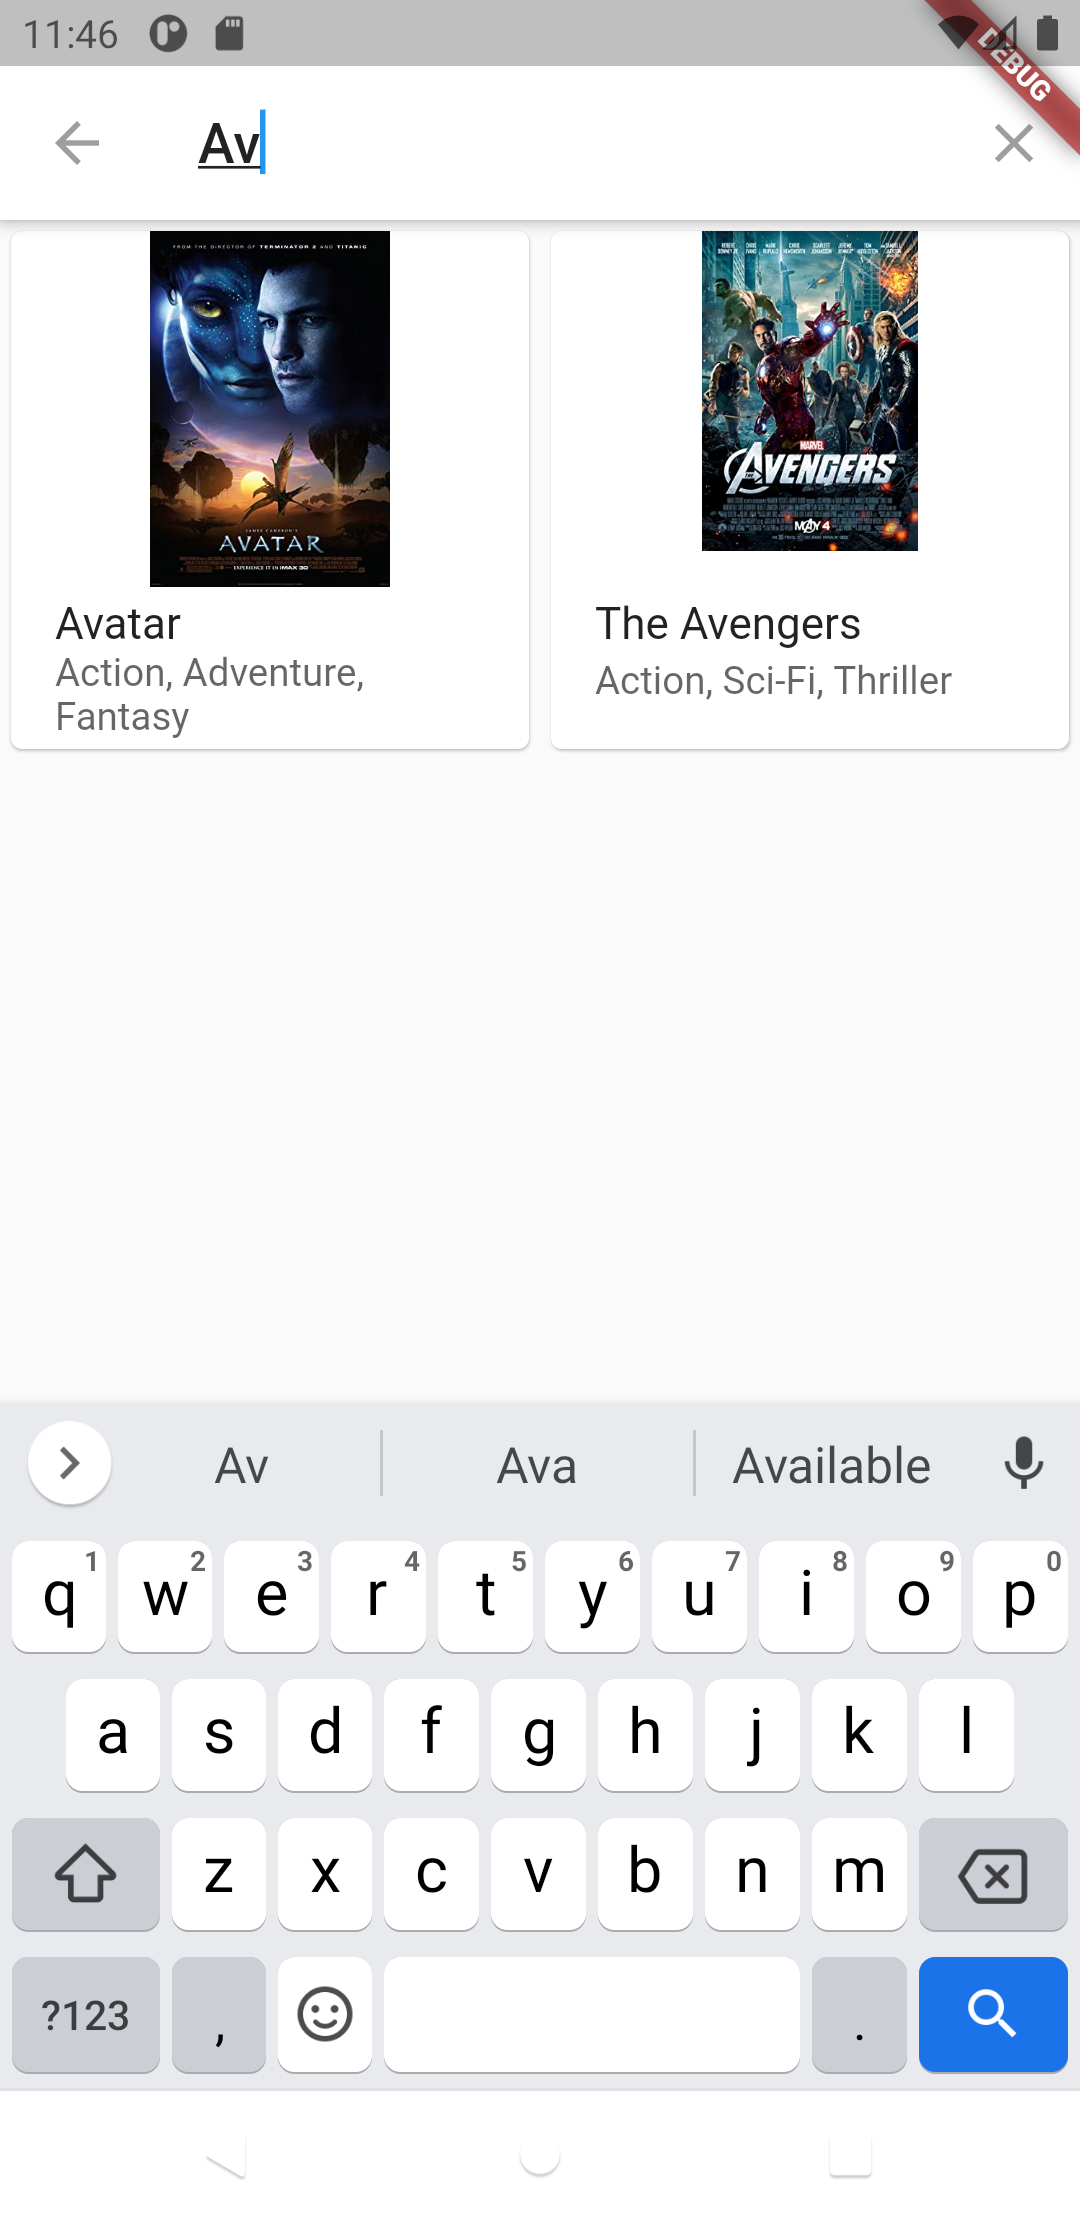 11:46
DEBUG
Av
FROM THE DIRECTOR OF TERMINATOR 2 AND TITANIC
JAMES CAMERON'S
AVATAR
EXPERIENCE IT IN IMAX 3D
MARVEL
AVENGERS
MAY 4
Avatar
Action, Adventure,
Fantasy
The Avengers
Action, Sci-Fi, Thriller
Av Ava Available
q 1 w 2 e 3 r 4 t 5 y 6 u 7 i 8 o 9 p 0
a s d f g h j k l
z x c v b n m
?123 , .